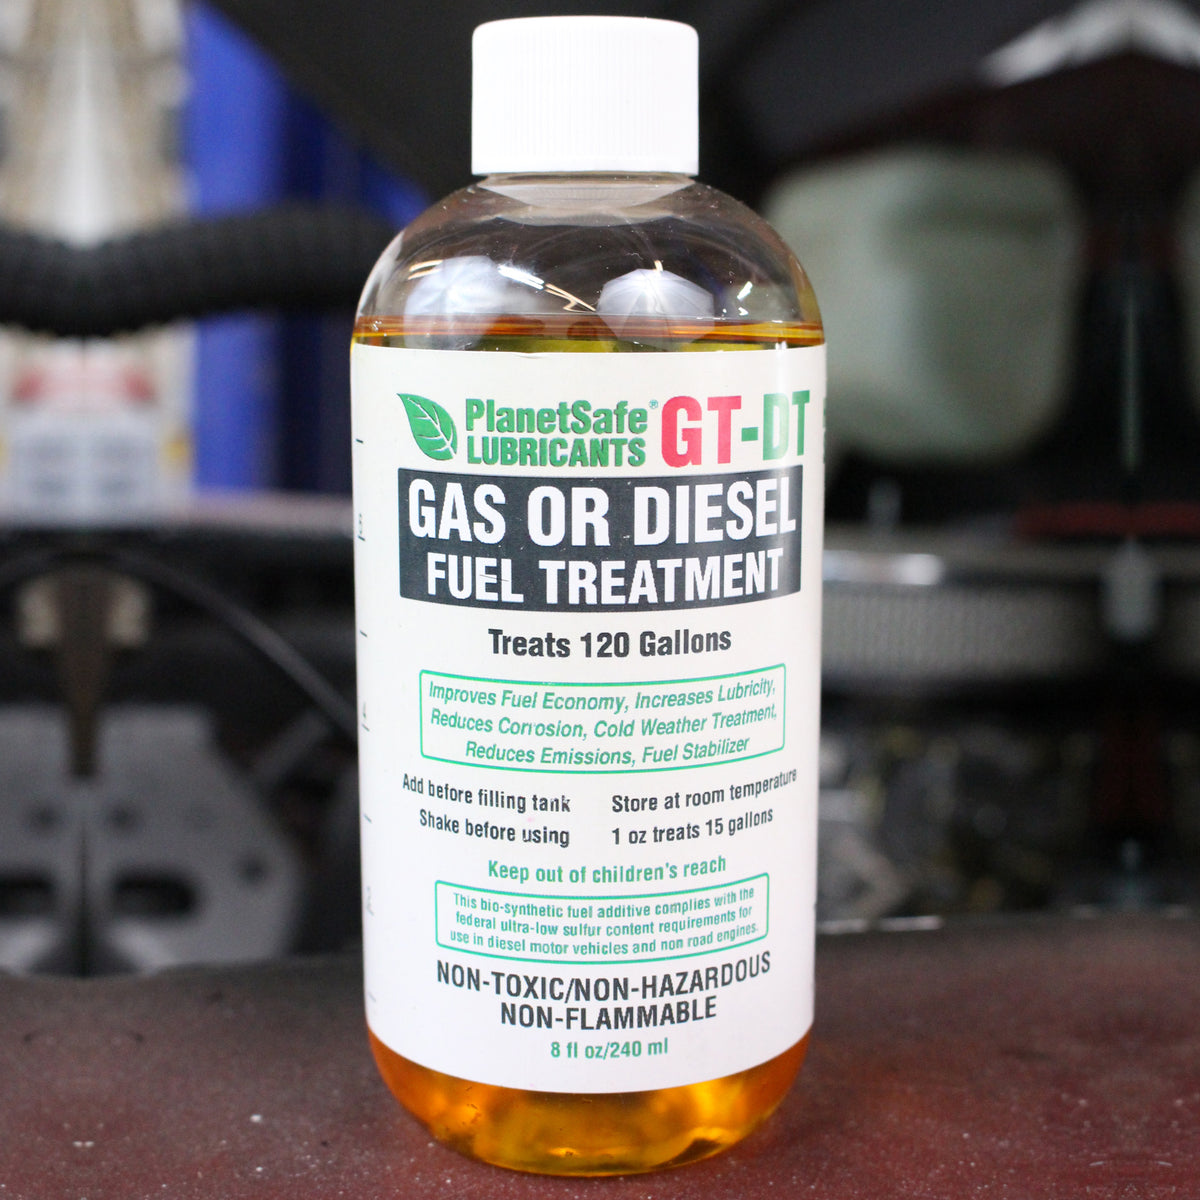 PlanetSafe® GT-DT
LUBRICANTS
GAS OR DIESEL
FUEL TREATMENT
Treats 120 Gallons
Improves Fuel Economy, Increases Lubricity,
Reduces Corrosion, Cold Weather Treatment,
Reduces Emissions, Fuel Stabilizer
Add before filling tank
Shake before using
Store at room temperature
1 oz treats 15 gallons
Keep out of children's reach
This bio-synthetic fuel additive complies with the
federal ultra-low sulfur content requirements for
use in diesel motor vehicles and non road engines.
NON-TOXIC/NON-HAZARDOUS
NON-FLAMMABLE
8 fl oz/240 ml